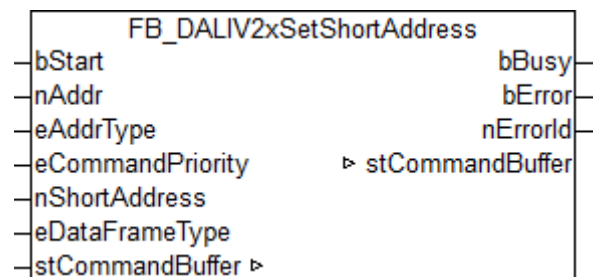 FB_DALIV2xSetShortAddress
bStart bBusy
nAddr bError
eAddrType nErrorId
eCommandPriority ▹ stCommandBuffer
nShortAddress
eDataFrameType
stCommandBuffer ▹